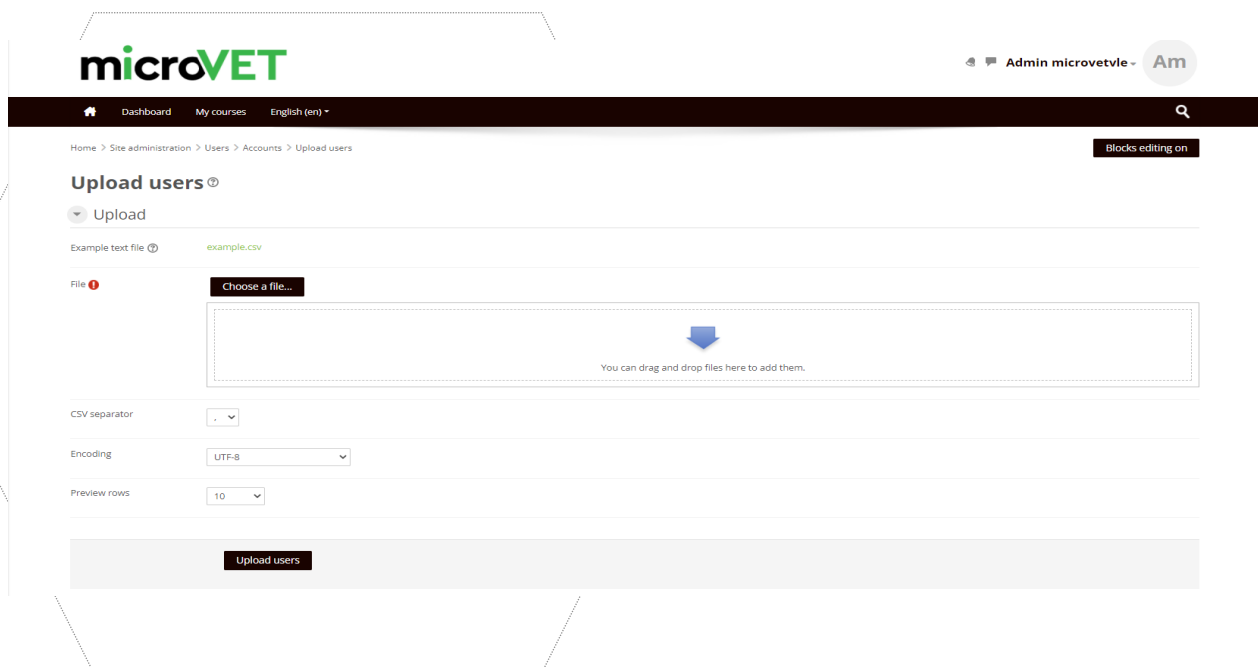 microVET
Admin microvetvle
Am
Dashboard My courses English (en)
Home > Site administration > Users > Accounts > Upload users
Blocks editing on
Upload users
Upload
Example text file example.csv
File
Choose a file...
You can drag and drop files here to add them.
CSV separator
Encoding UTF-8
Preview rows 10
Upload users